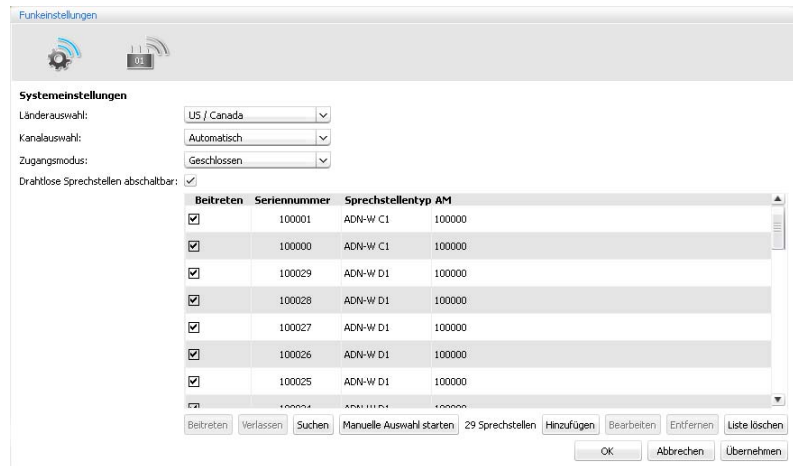 Funkeinstellungen
01
Systemeinstellungen
Länderauswahl: US / Canada
Kanalauswahl: Automatisch
Zugangsmodus: Geschlossen
Drahtlose Sprechstellen abschaltbar:
Beitreten Seriennummer Sprechstellentyp AM
100001 ADN-W C1 100000
100000 ADN-W C1 100000
100029 ADN-W D1 100000
100028 ADN-W D1 100000
100027 ADN-W D1 100000
100026 ADN-W D1 100000
100025 ADN-W D1 100000
Beitreten Verlassen Suchen Manuelle Auswahl starten 29 Sprechstellen Hinzufügen Bearbeiten Entfernen Liste löschen
OK Abbrechen Übernehmen